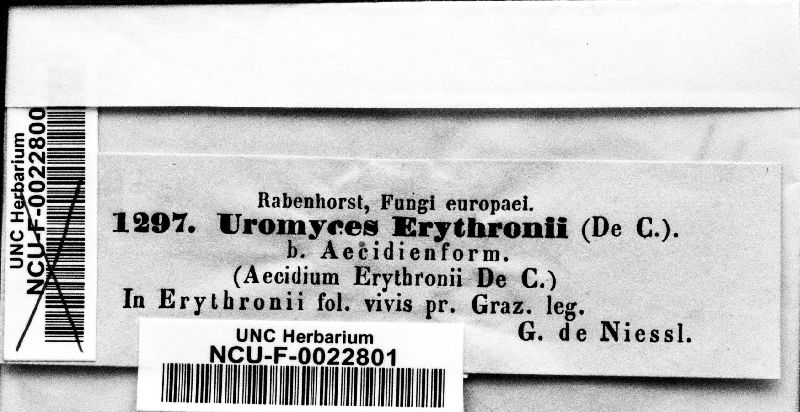 UNC Herbarium
NCU-F-0022800
Rabenhorst, Fungi europaei.
1297. Uromyces Erythronii (De C.).
b. Aecidienform.
(Aecidium Erythronii De C.)
In Erythronii fol. vivis pr. Graz. leg.
G. de Niessl.
UNC Herbarium
NCU-F-0022801